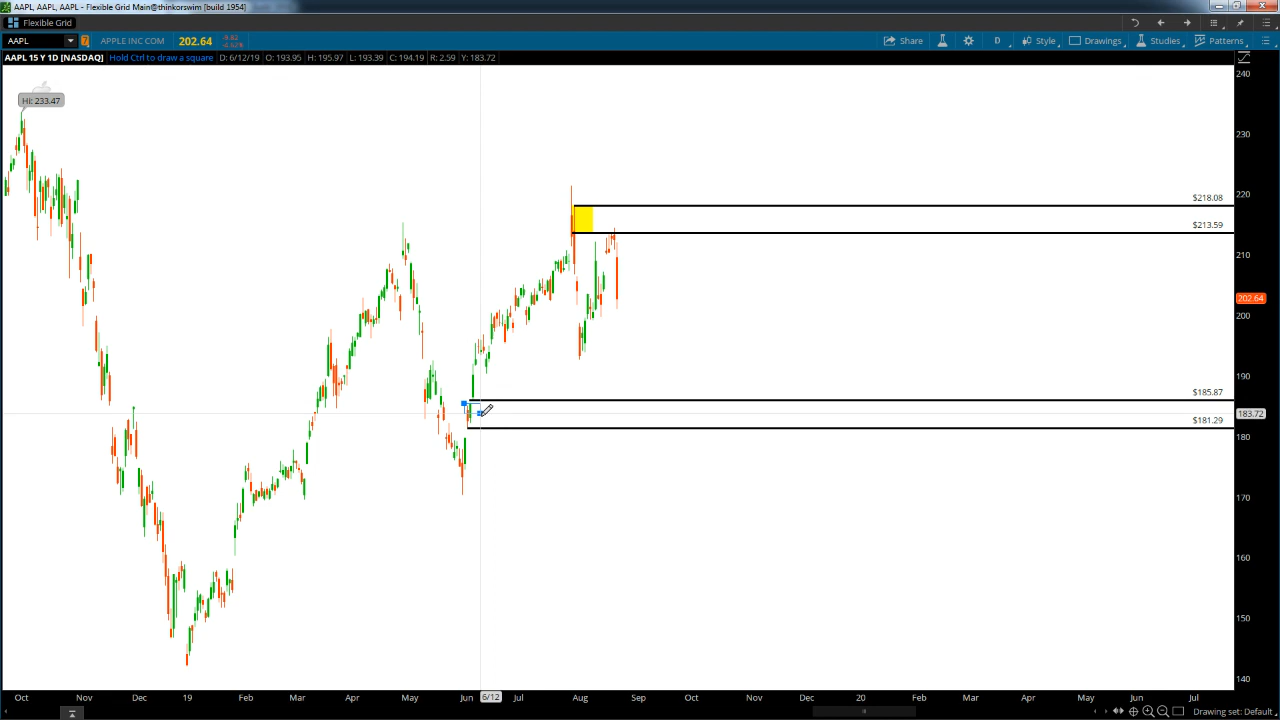 AAPL, AAPL, AAPL - Flexible Grid Main@thinkorswim [build 1954]
Flexible Grid
AAPL APPLE INC COM 202.64 Share D Style Drawings Studies Patterns
AAPL 15 Y 1D [NASDAQ] Hold Ctrl to draw a square D: 6/12/19 O: 193.95 H: 195.97 L: 193.39 C: 194.19 R: 2.59 Y: 183.72
240
Hi: 233.47
230
220
$218.08
$213.59
210
202.64
200
190
$185.87
183.72
$181.29
180
170
160
150
140
Oct Nov Dec 19 Feb Mar Apr May Jun 6/12 Jul Aug Sep Oct Nov Dec 20 Feb Mar Apr May Jun Jul
Drawing set: Default